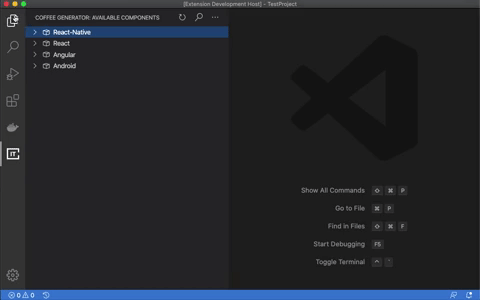 [Extension Development Host] - TestProject
COFFEE GENERATOR: AVAILABLE COMPONENTS
React-Native
React
Angular
Android
IT
Show All Commands ⇧ ⌘ P
Go to File ⌘ P
Find in Files ⇧ ⌘ F
Start Debugging F5
Toggle Terminal ^ `
0 0